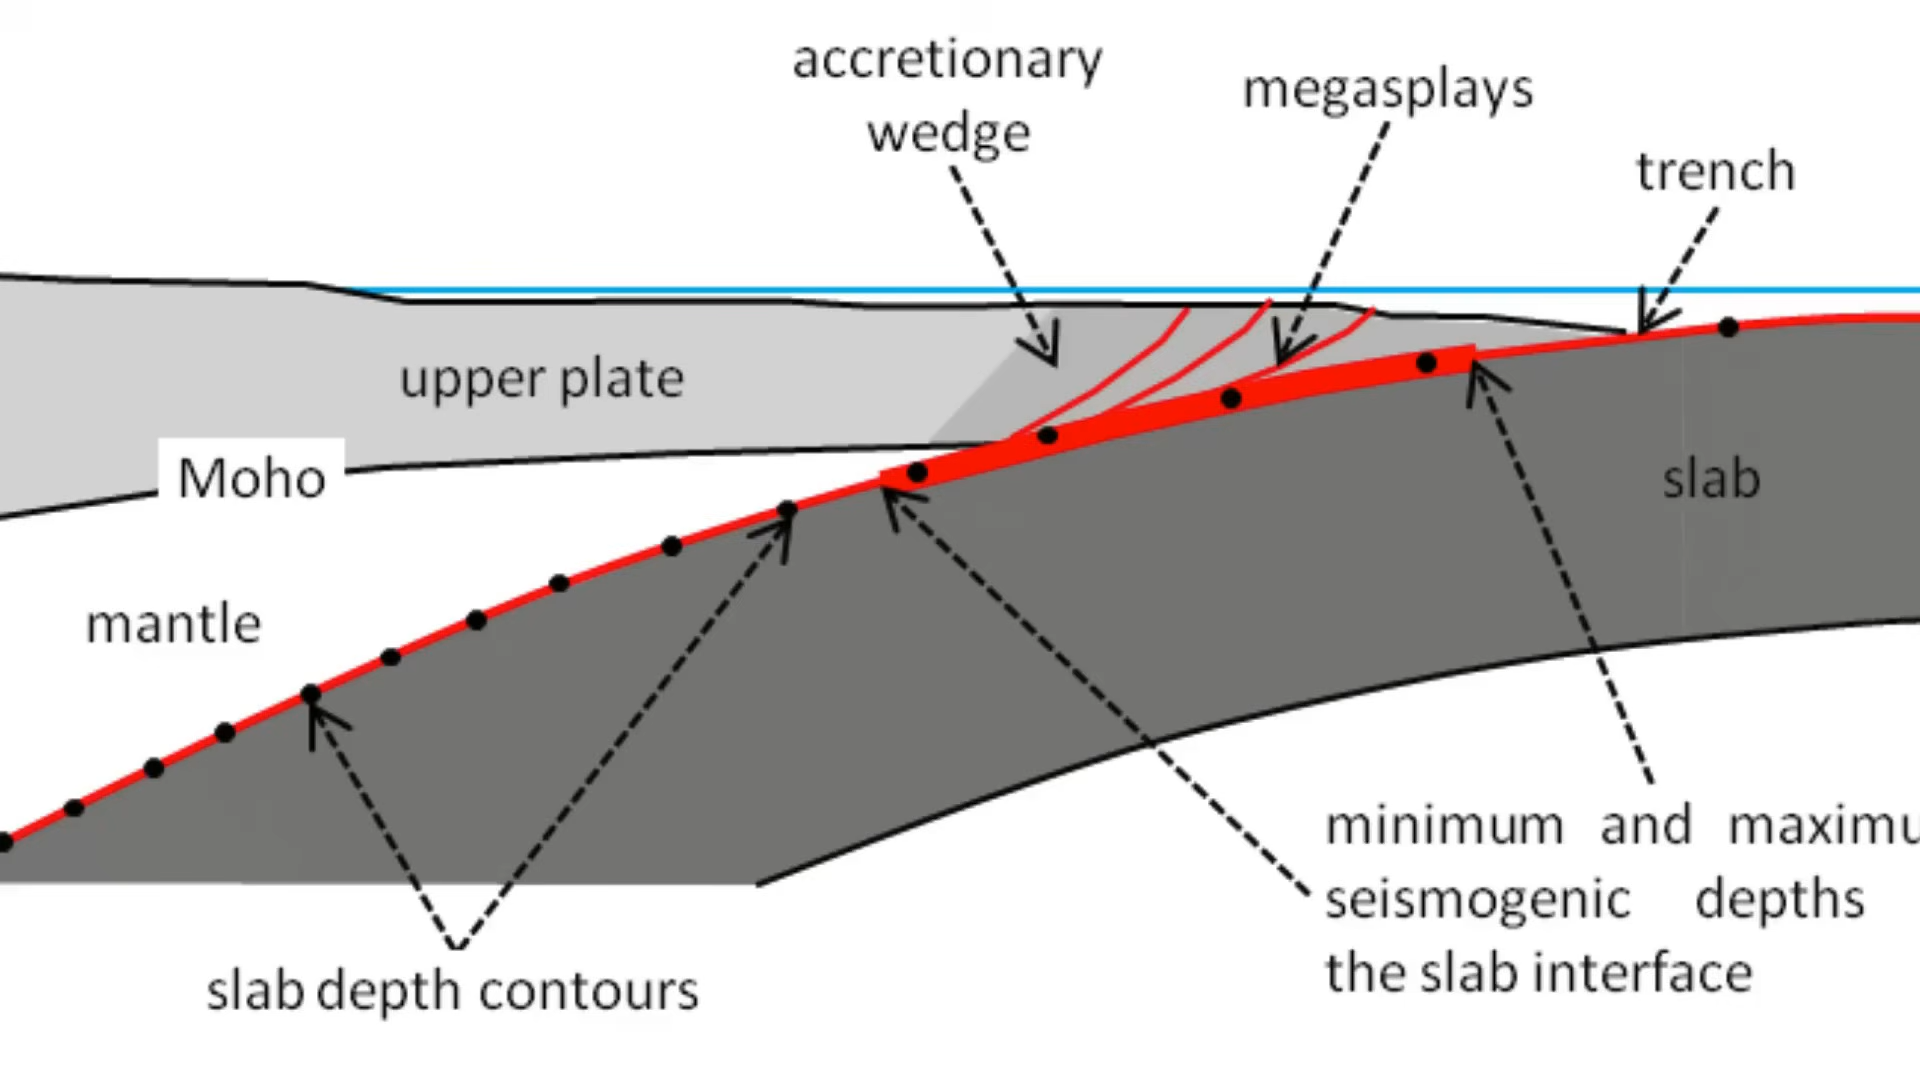 accretionary
wedge
megasplays
trench
upper plate
Moho
slab
mantle
minimum and maximu
seismogenic depths
the slab interface
slab depth contours